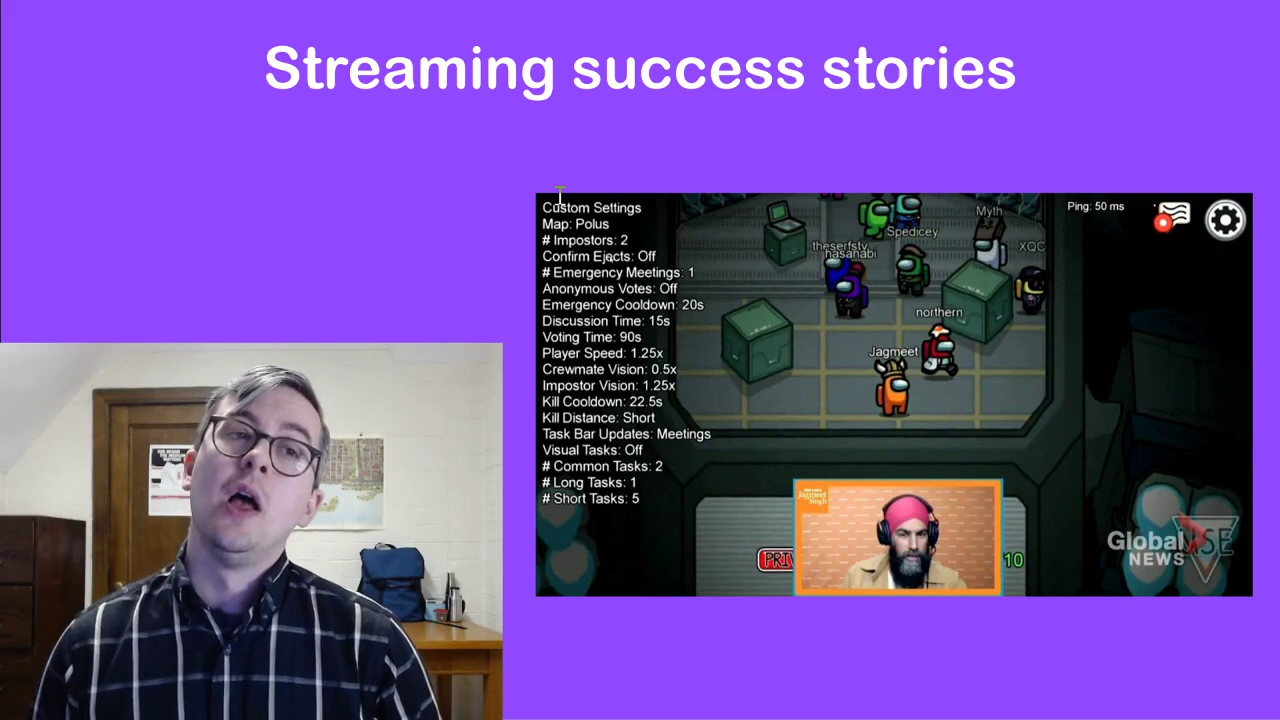 Streaming success stories
Custom Settings
Map: Polus
# Impostors: 2
Confirm Ejects: Off
# Emergency Meetings: 1
Anonymous Votes: Off
Emergency Cooldown: 20s
Discussion Time: 15s
Voting Time: 90s
Player Speed: 1.25x
Crewmate Vision: 0.5x
Impostor Vision: 1.25x
Kill Cooldown: 22.5s
Kill Distance: Short
Task Bar Updates: Meetings
Visual Tasks: Off
# Common Tasks: 2
# Long Tasks: 1
# Short Tasks: 5
Ping: 50 ms
Myth
Spedicey
theserfstv
XQC
hasanabi
northern
Jagmeet
Jagmeet
Singh
PRIV
10
Global
NEWS